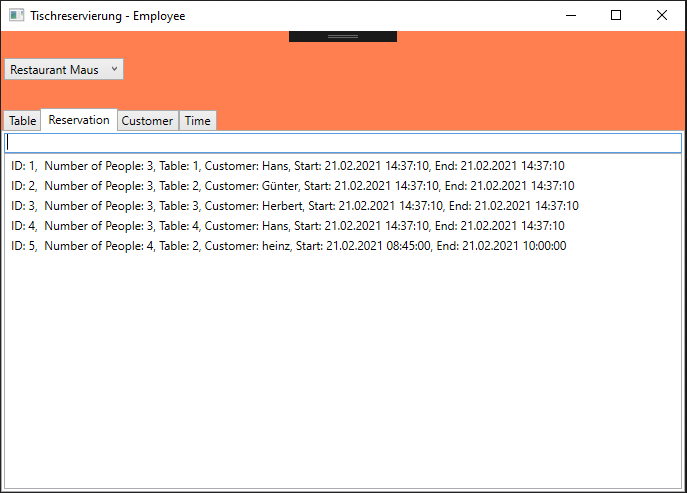 Tischreservierung - Employee
Restaurant Maus
Table Reservation Customer Time
ID: 1,  Number of People: 3, Table: 1, Customer: Hans, Start: 21.02.2021 14:37:10, End: 21.02.2021 14:37:10
ID: 2,  Number of People: 3, Table: 2, Customer: Günter, Start: 21.02.2021 14:37:10, End: 21.02.2021 14:37:10
ID: 3,  Number of People: 3, Table: 3, Customer: Herbert, Start: 21.02.2021 14:37:10, End: 21.02.2021 14:37:10
ID: 4,  Number of People: 3, Table: 4, Customer: Hans, Start: 21.02.2021 14:37:10, End: 21.02.2021 14:37:10
ID: 5,  Number of People: 4, Table: 2, Customer: heinz, Start: 21.02.2021 08:45:00, End: 21.02.2021 10:00:00